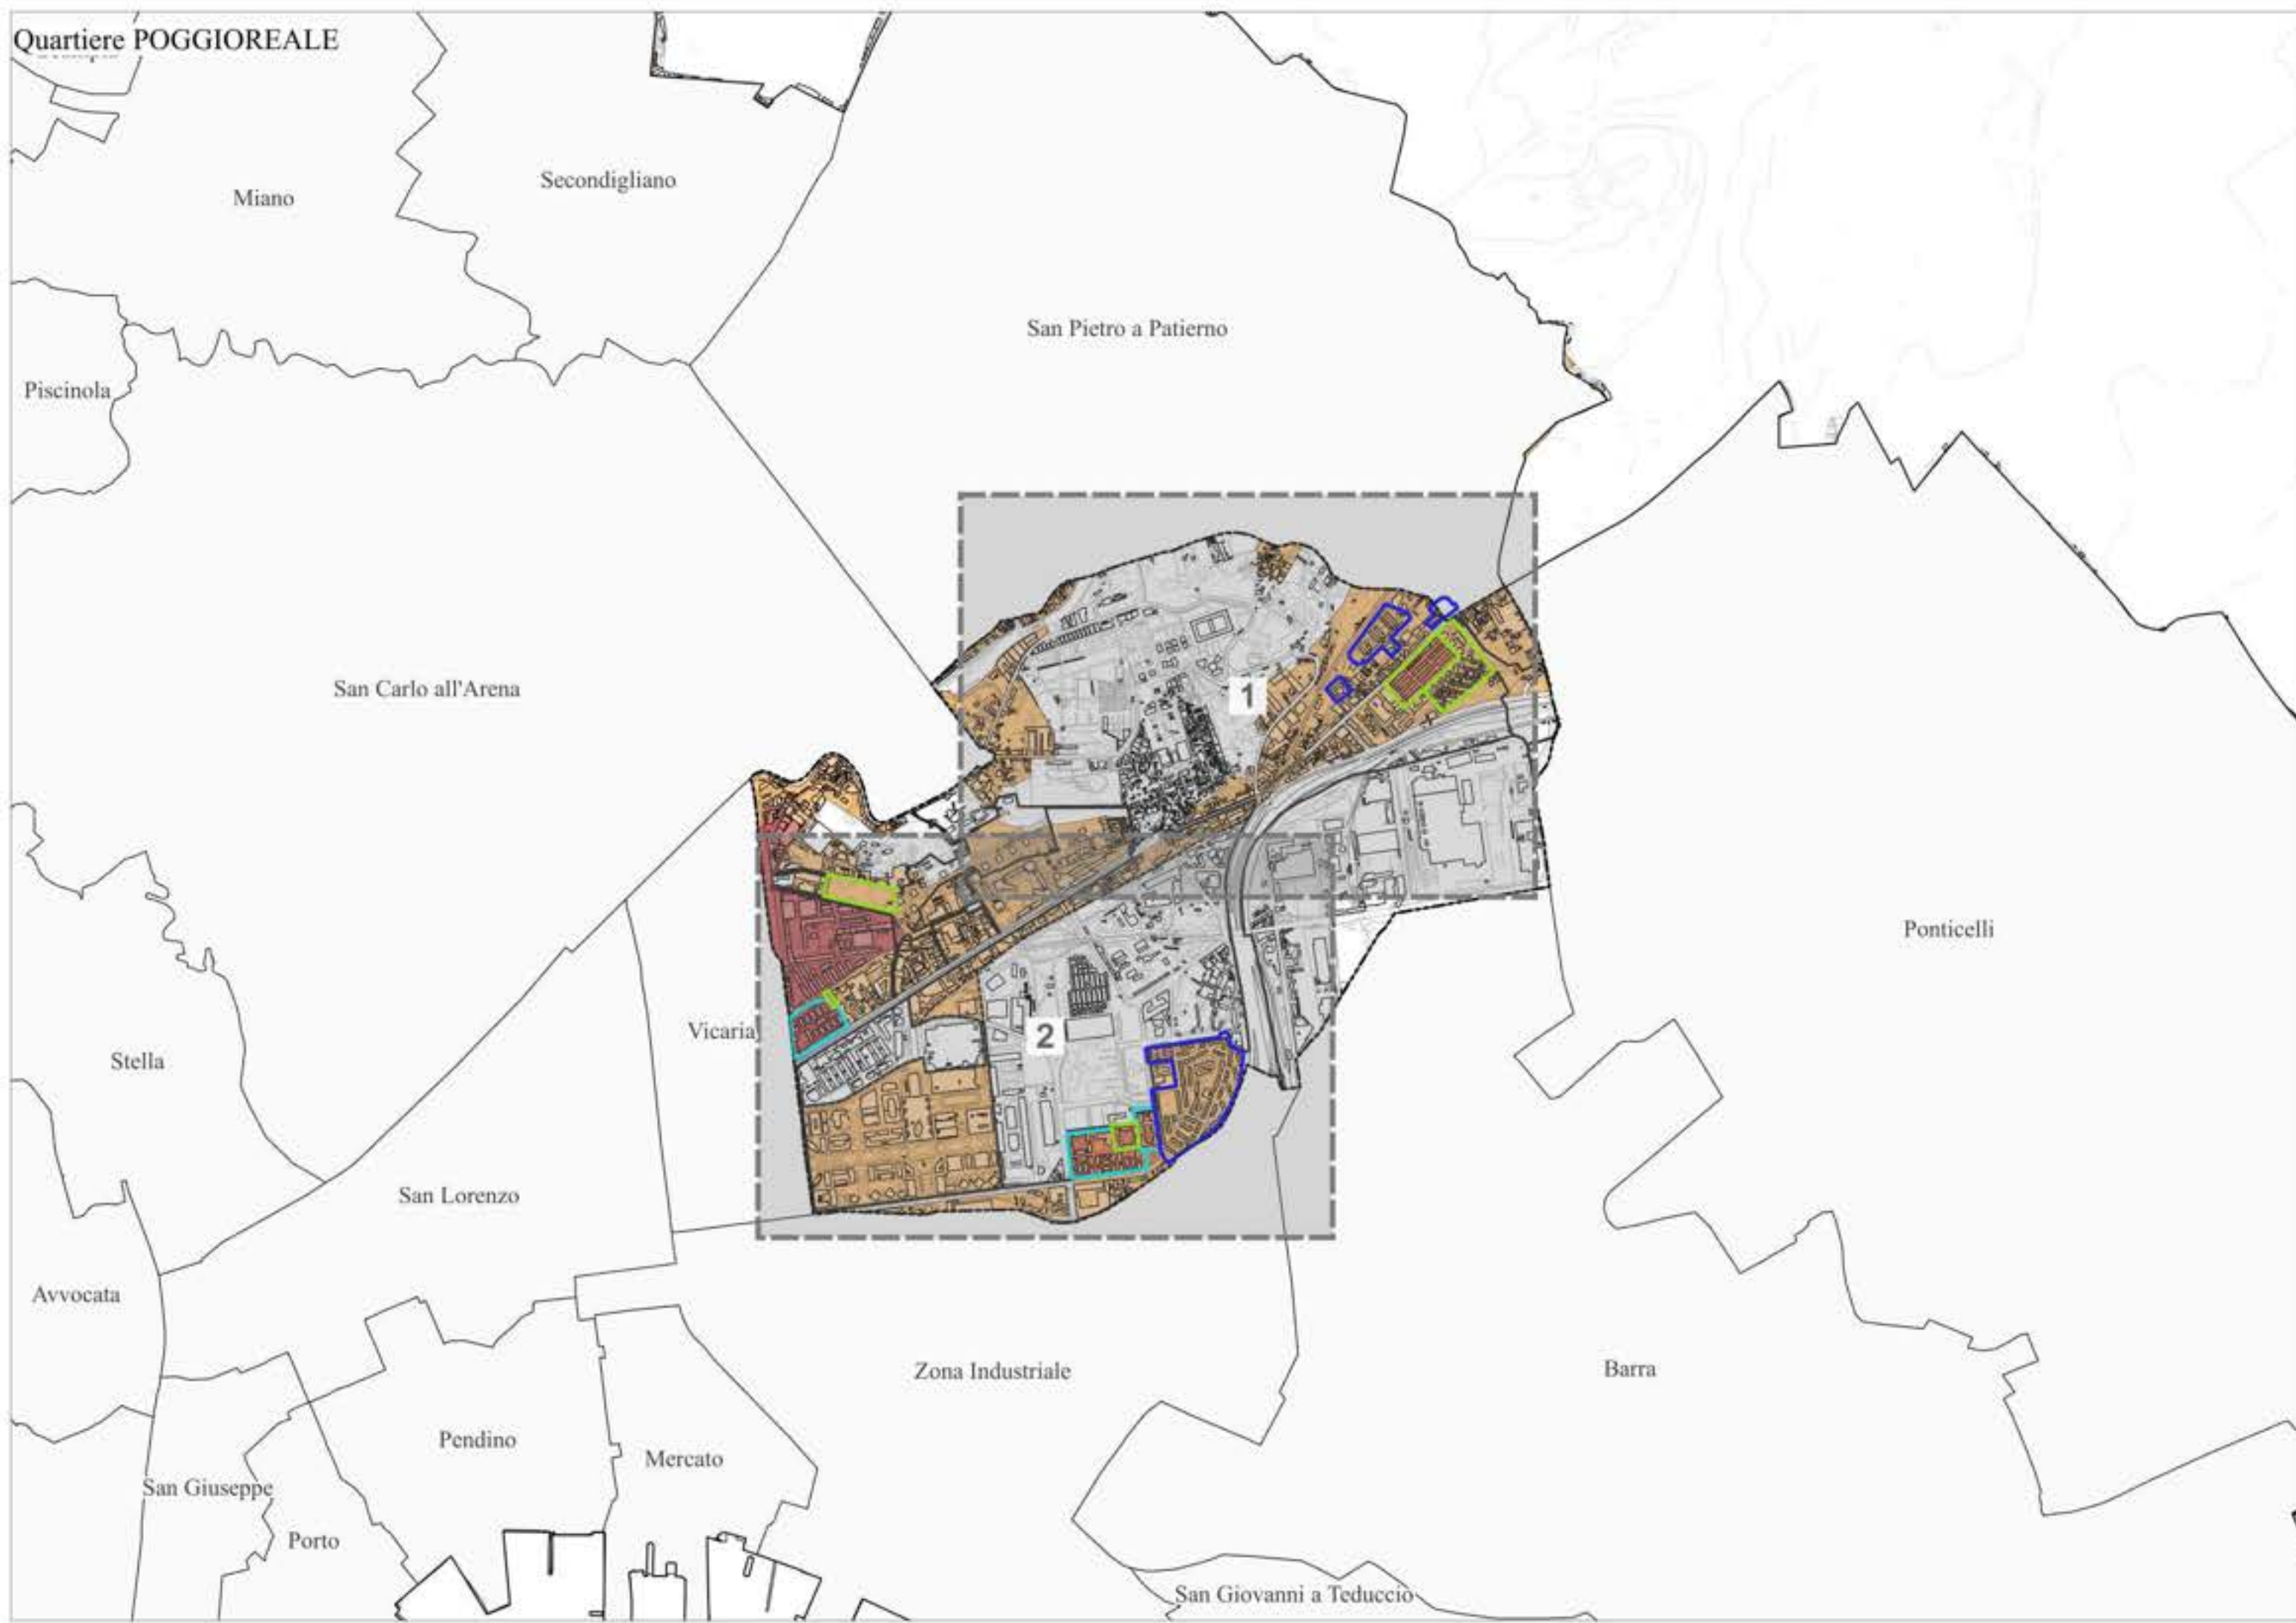 Quartiere POGGIOREALE
Secondigliano
Miano
San Pietro a Patierno
Piscinola
San Carlo all'Arena
1
Ponticelli
Vicaria
2
Stella
San Lorenzo
Avvocata
Zona Industriale
Barra
Pendino
Mercato
San Giuseppe
Porto
San Giovanni a Teduccio